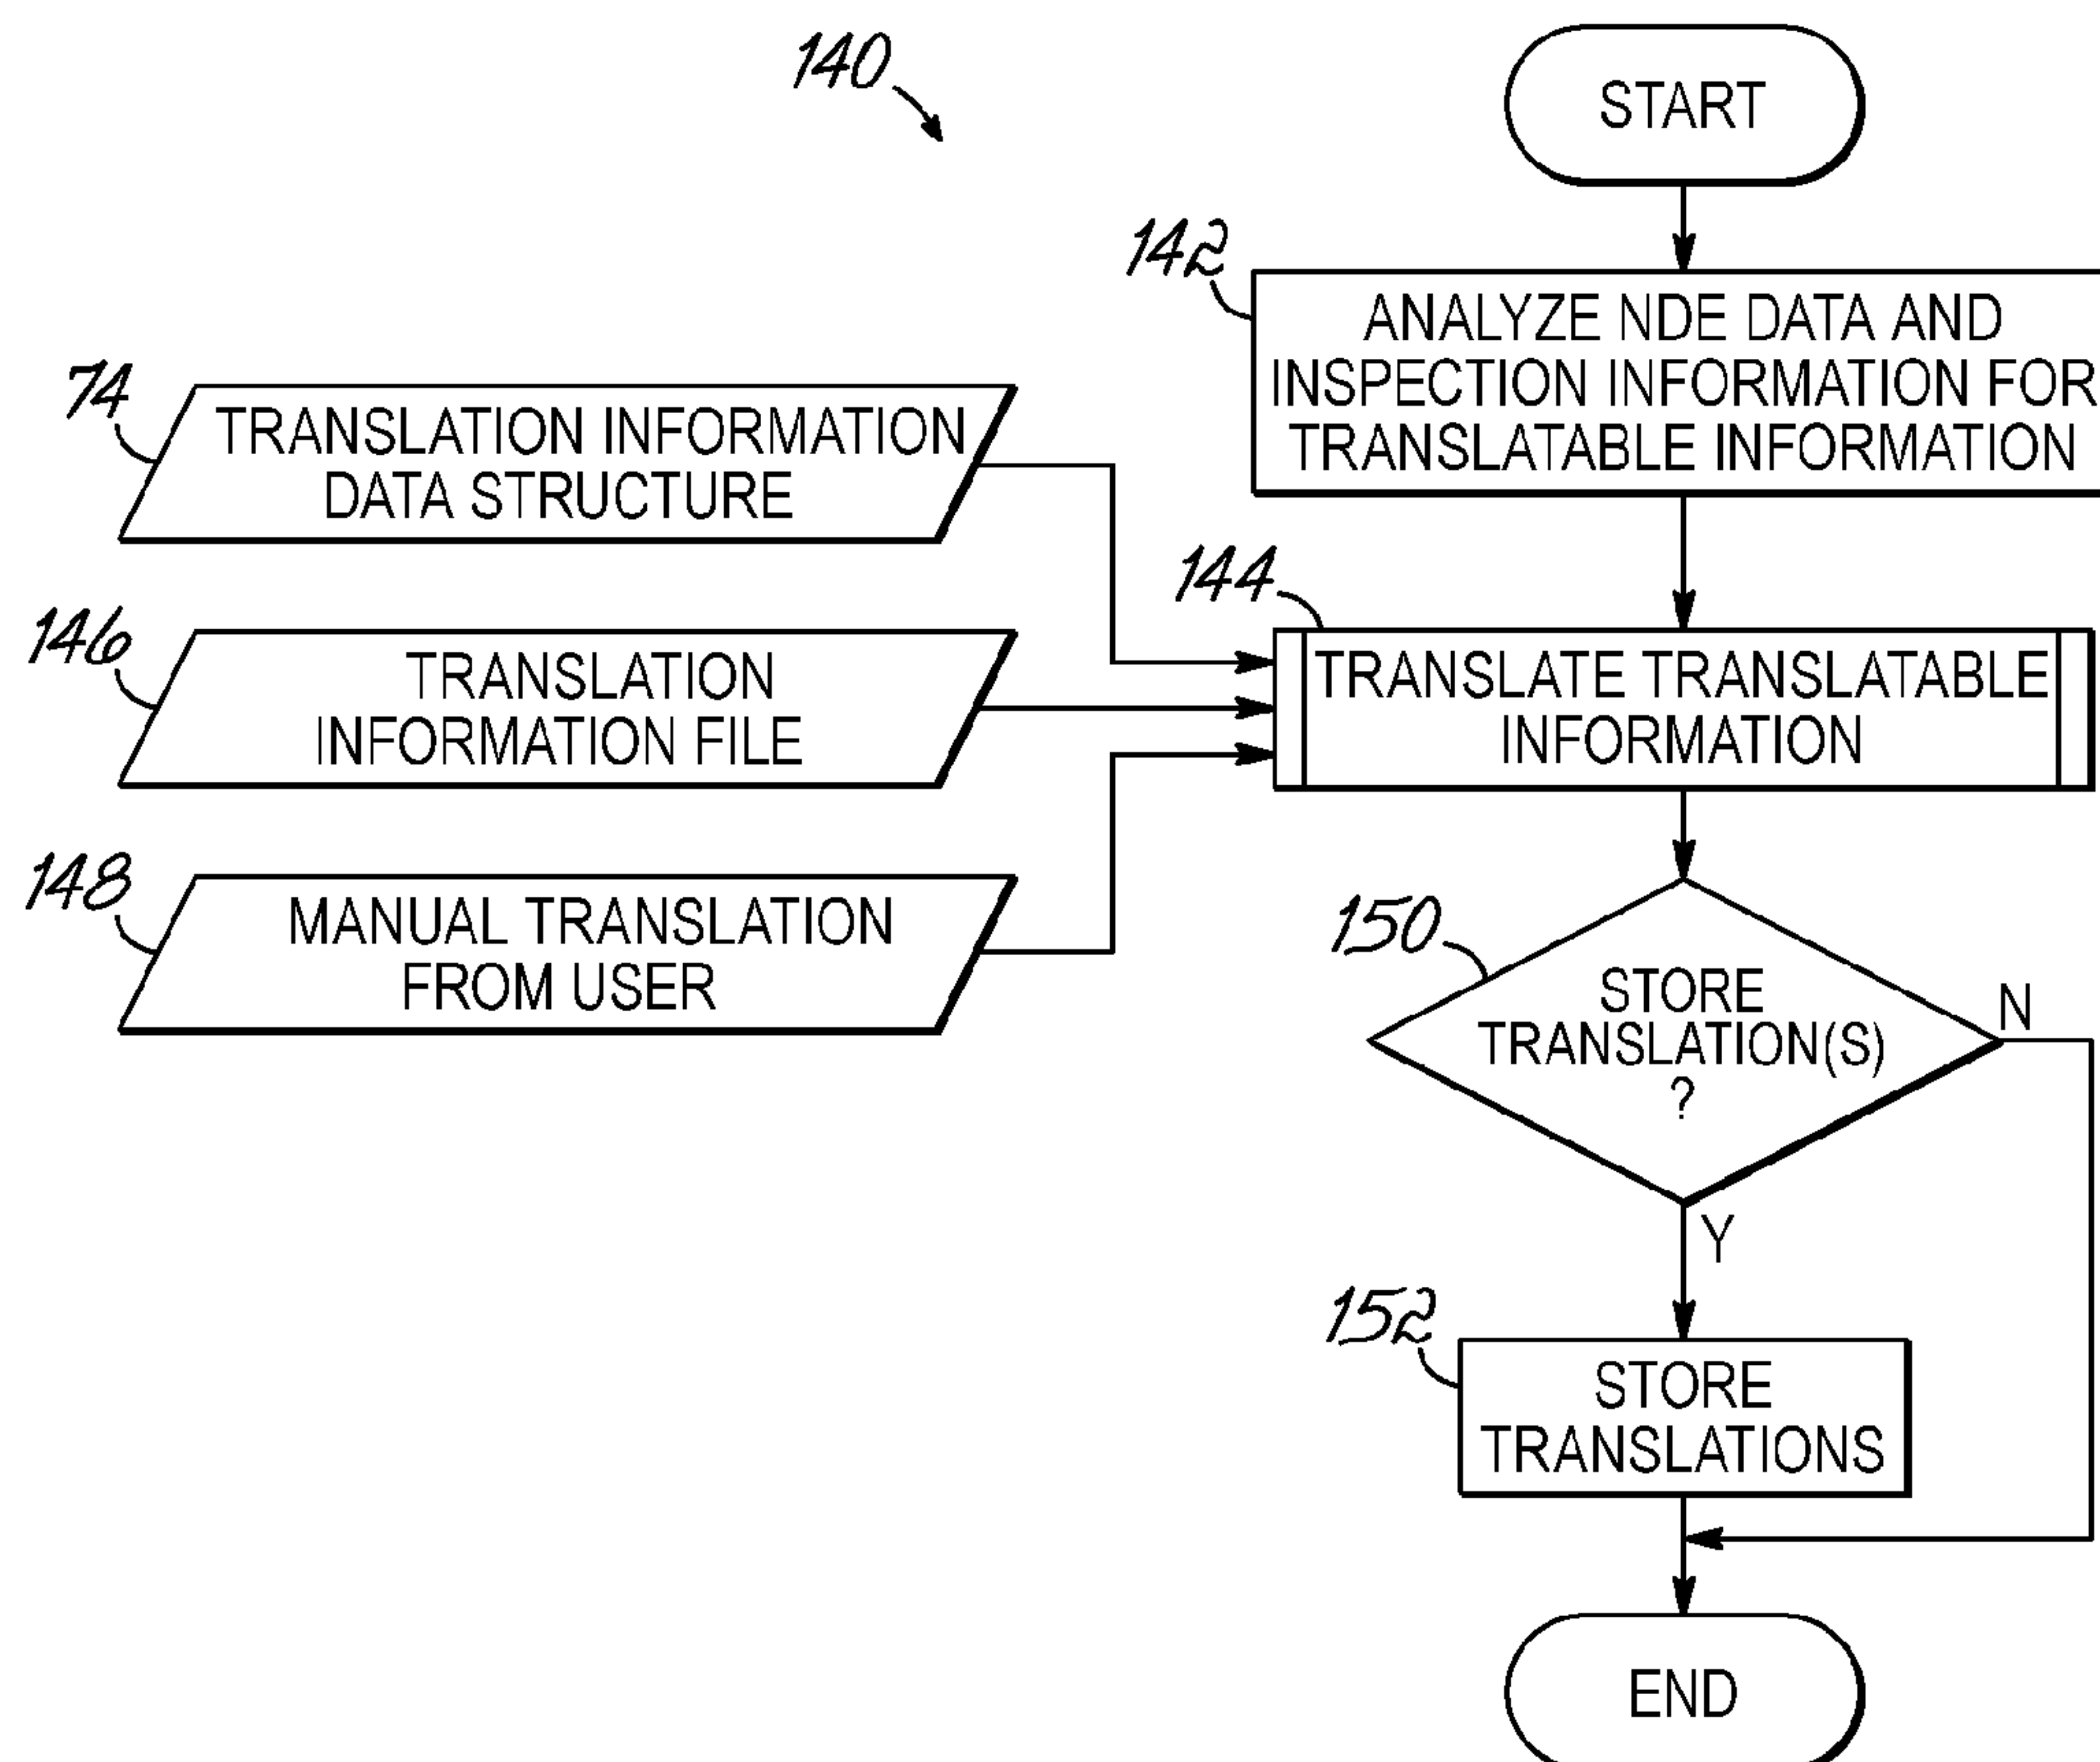 140
START
142
ANALYZE NDE DATA AND
INSPECTION INFORMATION FOR
TRANSLATABLE INFORMATION
74
TRANSLATION INFORMATION
DATA STRUCTURE
144
TRANSLATE TRANSLATABLE
INFORMATION
146
TRANSLATION
INFORMATION FILE
148
MANUAL TRANSLATION
FROM USER
150
STORE
TRANSLATION(S)
?
N
Y
152
STORE
TRANSLATIONS
END